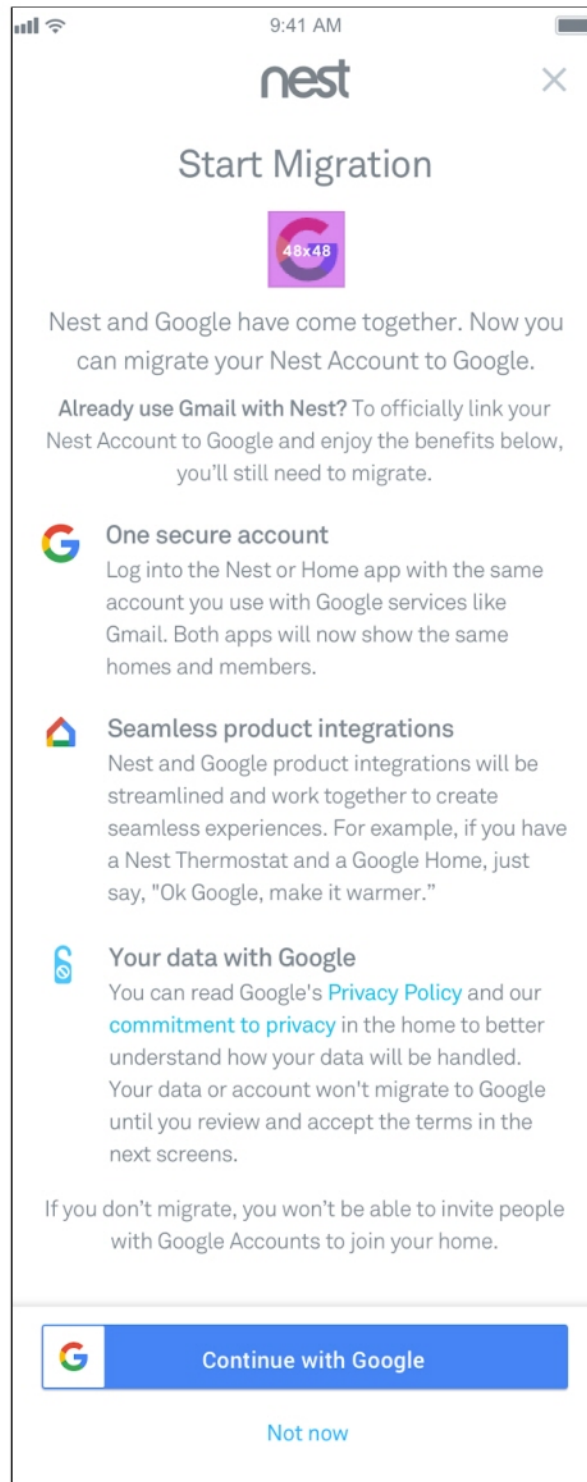 9:41 AM
nest
Start Migration
48x48
Nest and Google have come together. Now you
can migrate your Nest Account to Google.
Already use Gmail with Nest? To officially link your
Nest Account to Google and enjoy the benefits below,
you’ll still need to migrate.
One secure account
Log into the Nest or Home app with the same
account you use with Google services like
Gmail. Both apps will now show the same
homes and members.
Seamless product integrations
Nest and Google product integrations will be
streamlined and work together to create
seamless experiences. For example, if you have
a Nest Thermostat and a Google Home, just
say, "Ok Google, make it warmer.”
Your data with Google
You can read Google's Privacy Policy and our
commitment to privacy in the home to better
understand how your data will be handled.
Your data or account won't migrate to Google
until you review and accept the terms in the
next screens.
If you don’t migrate, you won’t be able to invite people
with Google Accounts to join your home.
Continue with Google
Not now